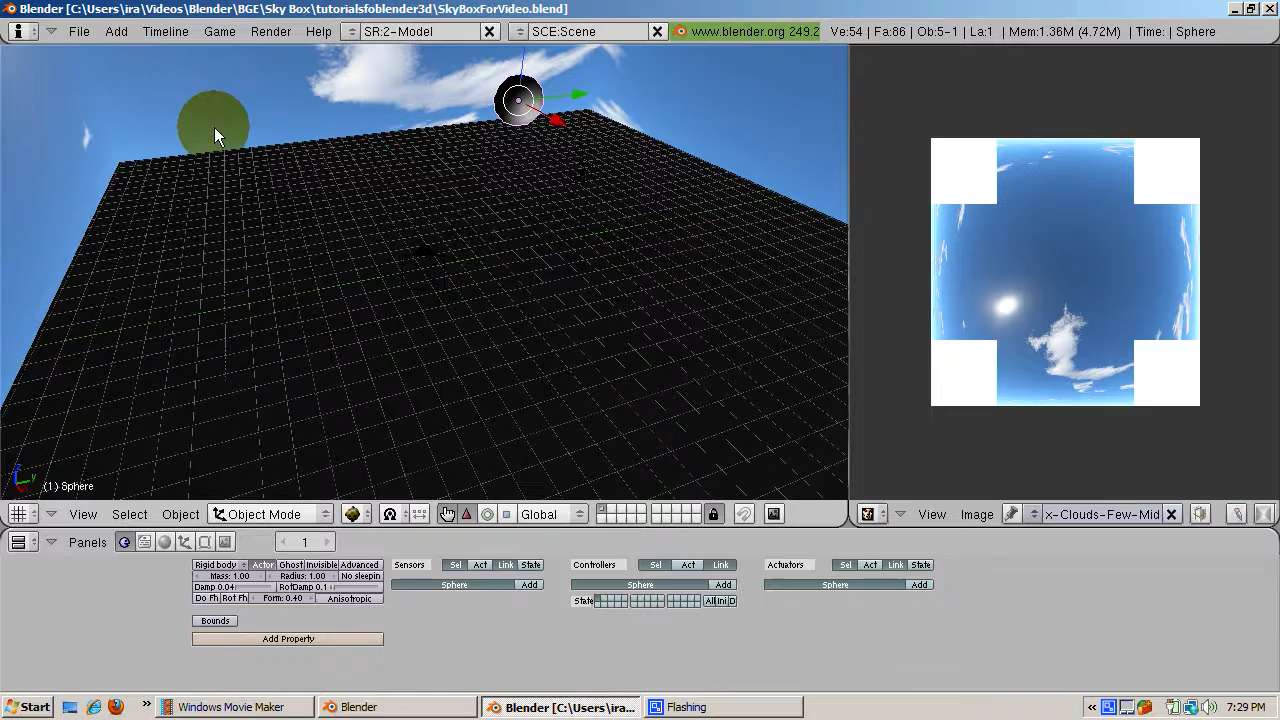 Blender [C:\Users\ira\Videos\Blender\BGE\Sky Box\tutorialsfoblender3d\SkyBoxForVideo.blend]
File Add Timeline Game Render Help SR:2-Model SCE:Scene www.blender.org 249.2 Ve:54 | Fa:86 | Ob:5-1 | La:1 | Mem:1.36M (4.72M) | Time: | Sphere
z
y
(1) Sphere
View Select Object Object Mode Global View Image x-Clouds-Few-Mid
Panels 1
Rigid body Actor Ghost Invisible Advanced Sensors Sel Act Link State Controllers Sel Act Link Actuators Sel Act Link State
Mass: 1.00 Radius: 1.00 No sleepin Sphere Add Sphere Add Sphere Add
Damp 0.04 RotDamp 0.1
Do Fh Rot Fh Form: 0.40 Anisotropic State All Ini D
Bounds
Add Property
Start Windows Movie Maker Blender Blender [C:\Users\ira... Flashing 7:29 PM